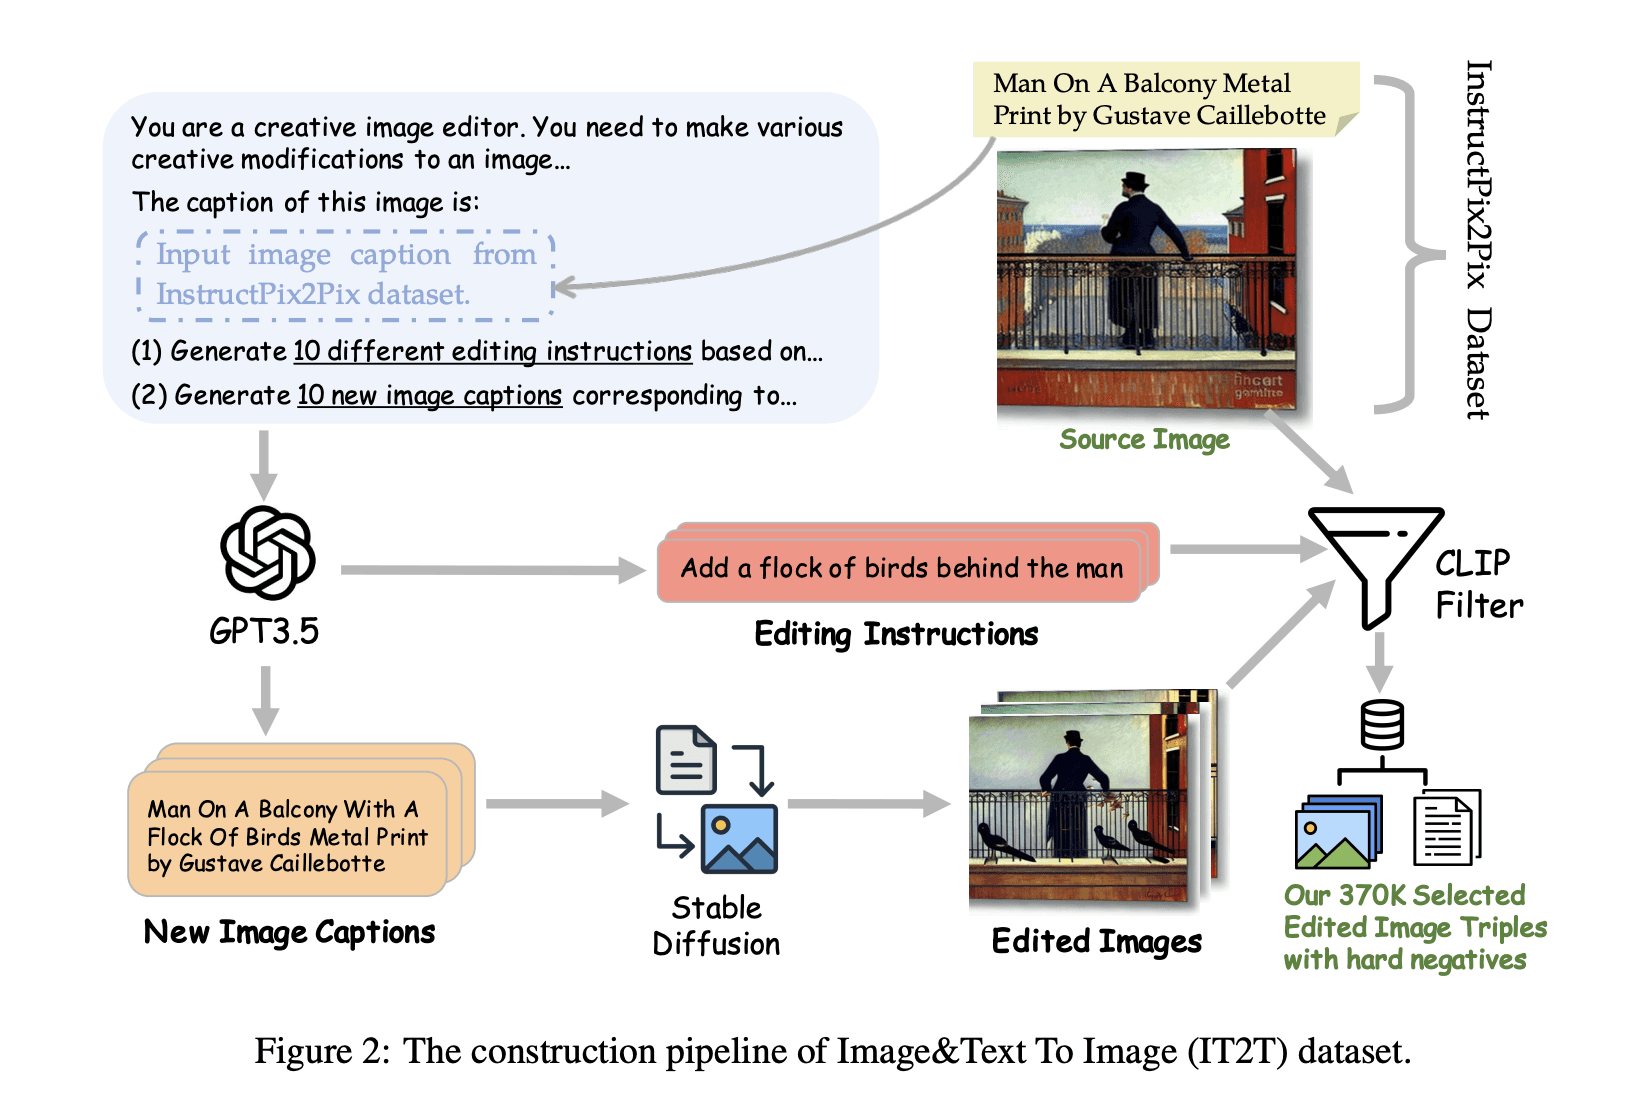 You are a creative image editor. You need to make various
creative modifications to an image...
The caption of this image is:
Input image caption from
InstructPix2Pix dataset.
(1) Generate 10 different editing instructions based on...
(2) Generate 10 new image captions corresponding to...
Man On A Balcony Metal
Print by Gustave Caillebotte
InstructPix2Pix Dataset
fincart
Source Image
GPT3.5
Add a flock of birds behind the man
Editing Instructions
CLIP
Filter
Man On A Balcony With A
Flock Of Birds Metal Print
by Gustave Caillebotte
New Image Captions
Stable
Diffusion
Edited Images
Our 370K Selected
Edited Image Triples
with hard negatives
Figure 2: The construction pipeline of Image&Text To Image (IT2T) dataset.